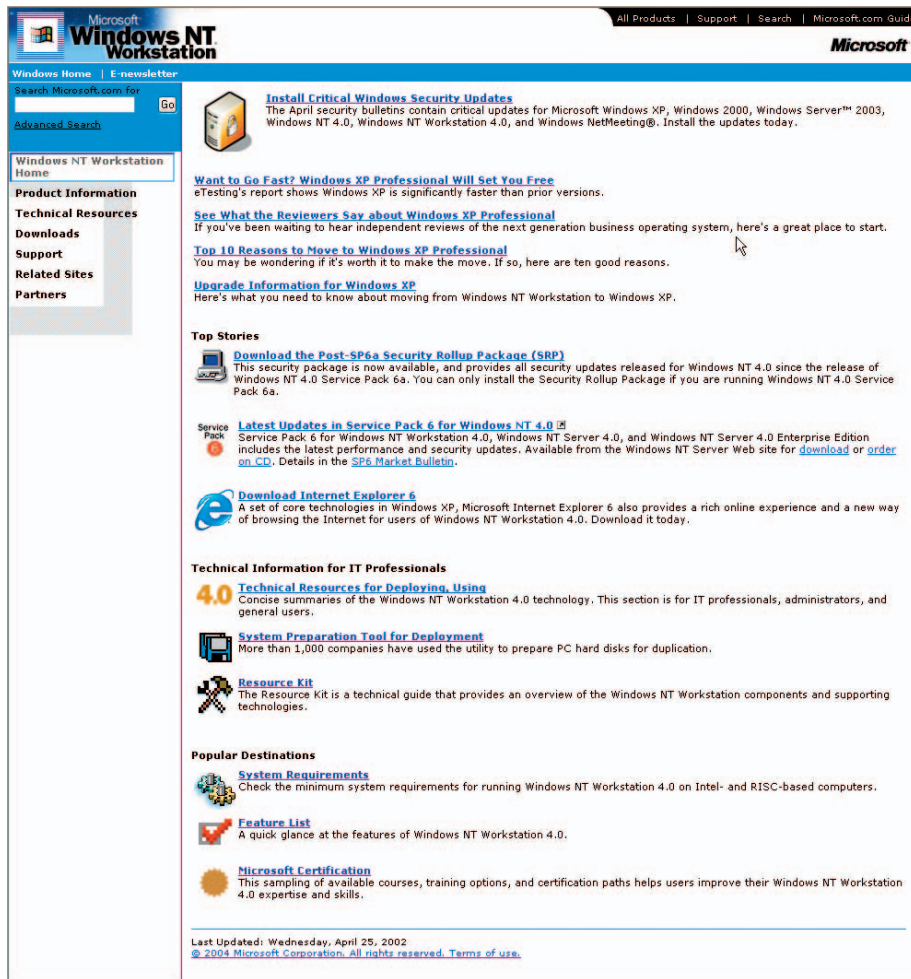 Microsoft
Windows NT
Workstation
All Products | Support | Search | Microsoft.com Guid
Microsoft
Windows Home | E-newsletter
Search Microsoft.com for
Go
Advanced Search
Windows NT Workstation
Home
Product Information
Technical Resources
Downloads
Support
Related Sites
Partners
Install Critical Windows Security Updates
The April security bulletins contain critical updates for Microsoft Windows XP, Windows 2000, Windows Server™ 2003,
Windows NT 4.0, Windows NT Workstation 4.0, and Windows NetMeeting®. Install the updates today.
Want to Go Fast? Windows XP Professional Will Set You Free
eTesting's report shows Windows XP is significantly faster than prior versions.
See What the Reviewers Say about Windows XP Professional
If you've been waiting to hear independent reviews of the next generation business operating system, here's a great place to start.
Top 10 Reasons to Move to Windows XP Professional
You may be wondering if it's worth it to make the move. If so, here are ten good reasons.
Upgrade Information for Windows XP
Here's what you need to know about moving from Windows NT Workstation to Windows XP.
Top Stories
Download the Post-SP6a Security Rollup Package (SRP)
This security package is now available, and provides all security updates released for Windows NT 4.0 since the release of
Windows NT 4.0 Service Pack 6a. You can only install the Security Rollup Package if you are running Windows NT 4.0 Service
Pack 6a.
Service
Pack
6
Latest Updates in Service Pack 6 for Windows NT 4.0
Service Pack 6 for Windows NT Workstation 4.0, Windows NT Server 4.0, and Windows NT Server 4.0 Enterprise Edition
includes the latest performance and security updates. Available from the Windows NT Server Web site for download or order
on CD. Details in the SP6 Market Bulletin.
Download Internet Explorer 6
A set of core technologies in Windows XP, Microsoft Internet Explorer 6 also provides a rich online experience and a new way
of browsing the Internet for users of Windows NT Workstation 4.0. Download it today.
Technical Information for IT Professionals
4.0
Technical Resources for Deploying, Using
Concise summaries of the Windows NT Workstation 4.0 technology. This section is for IT professionals, administrators, and
general users.
System Preparation Tool for Deployment
More than 1,000 companies have used the utility to prepare PC hard disks for duplication.
Resource Kit
The Resource Kit is a technical guide that provides an overview of the Windows NT Workstation components and supporting
technologies.
Popular Destinations
System Requirements
Check the minimum system requirements for running Windows NT Workstation 4.0 on Intel- and RISC-based computers.
Feature List
A quick glance at the features of Windows NT Workstation 4.0.
Microsoft Certification
This sampling of available courses, training options, and certification paths helps users improve their Windows NT Workstation
4.0 expertise and skills.
Last Updated: Wednesday, April 25, 2002
© 2004 Microsoft Corporation. All rights reserved. Terms of use.